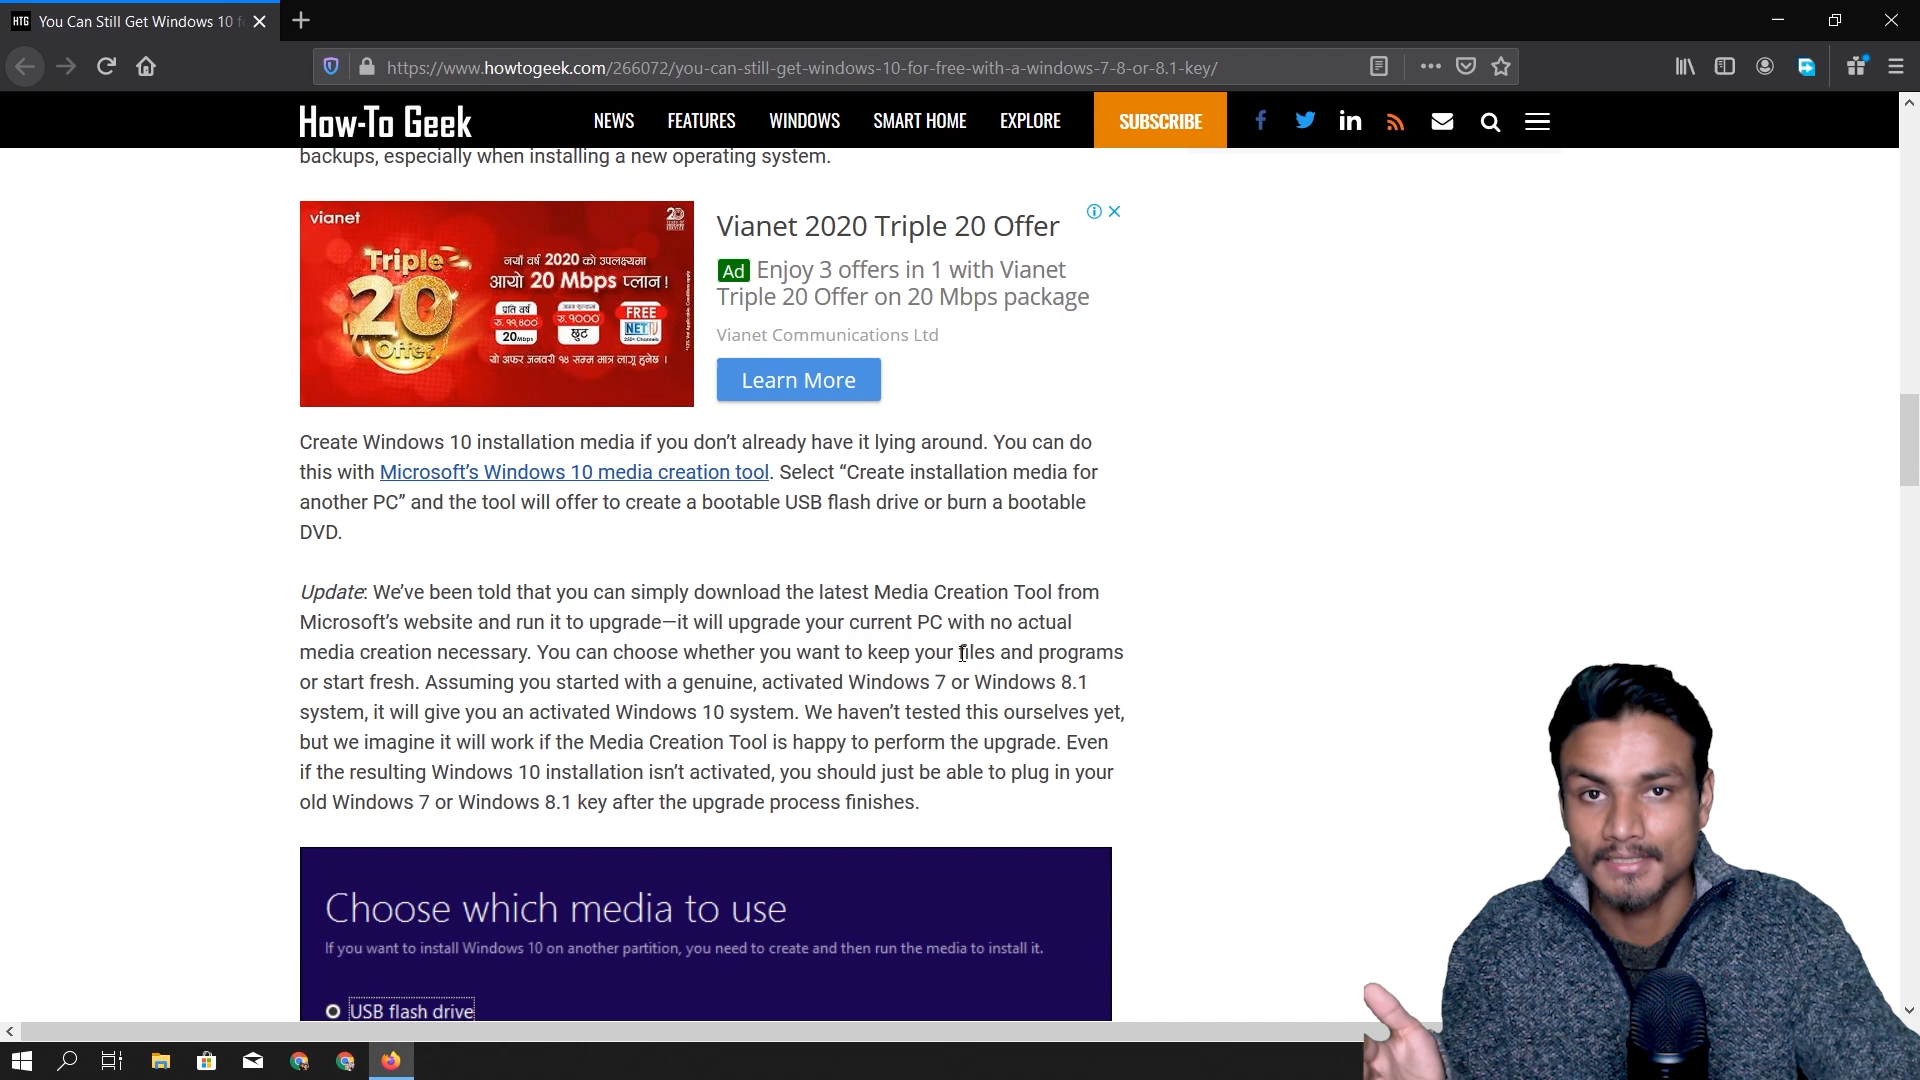 HTG You Can Still Get Windows 10 f
https://www.howtogeek.com/266072/you-can-still-get-windows-10-for-free-with-a-windows-7-8-or-8.1-key/
How-To Geek NEWS FEATURES WINDOWS SMART HOME EXPLORE SUBSCRIBE
backups, especially when installing a new operating system.
vianet 20
Triple
20
Offer
नयाँ वर्ष 2020 को उपलक्ष्यमा
आयो 20 Mbps प्लान!
प्रति वर्ष
रु. ११,४००
20Mbps
रु. १०००
छुट
FREE
NETTV
यो अफर जनवरी १४ सम्म मात्र लागू हुनेछ ।
Vianet 2020 Triple 20 Offer
Ad Enjoy 3 offers in 1 with Vianet
Triple 20 Offer on 20 Mbps package
Vianet Communications Ltd
Learn More
Create Windows 10 installation media if you don’t already have it lying around. You can do
this with Microsoft’s Windows 10 media creation tool. Select “Create installation media for
another PC” and the tool will offer to create a bootable USB flash drive or burn a bootable
DVD.
Update: We’ve been told that you can simply download the latest Media Creation Tool from
Microsoft’s website and run it to upgrade—it will upgrade your current PC with no actual
media creation necessary. You can choose whether you want to keep your files and programs
or start fresh. Assuming you started with a genuine, activated Windows 7 or Windows 8.1
system, it will give you an activated Windows 10 system. We haven’t tested this ourselves yet,
but we imagine it will work if the Media Creation Tool is happy to perform the upgrade. Even
if the resulting Windows 10 installation isn’t activated, you should just be able to plug in your
old Windows 7 or Windows 8.1 key after the upgrade process finishes.
Choose which media to use
If you want to install Windows 10 on another partition, you need to create and then run the media to install it.
USB flash drive